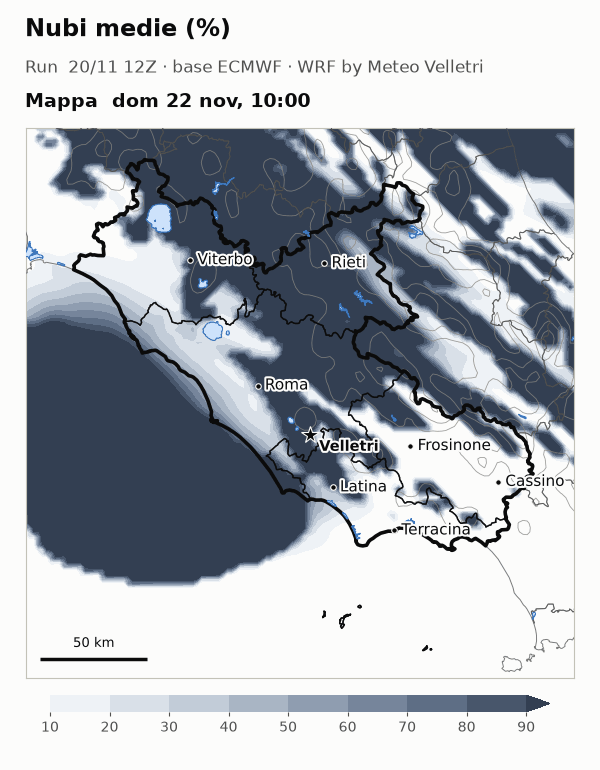 Nubi medie (%)
Run 20/11 12Z · base ECMWF · WRF by Meteo Velletri
Mappa dom 22 nov, 10:00
Viterbo
Rieti
Roma
Velletri
Frosinone
Cassino
Latina
Terracina
50 km
10 20 30 40 50 60 70 80 90